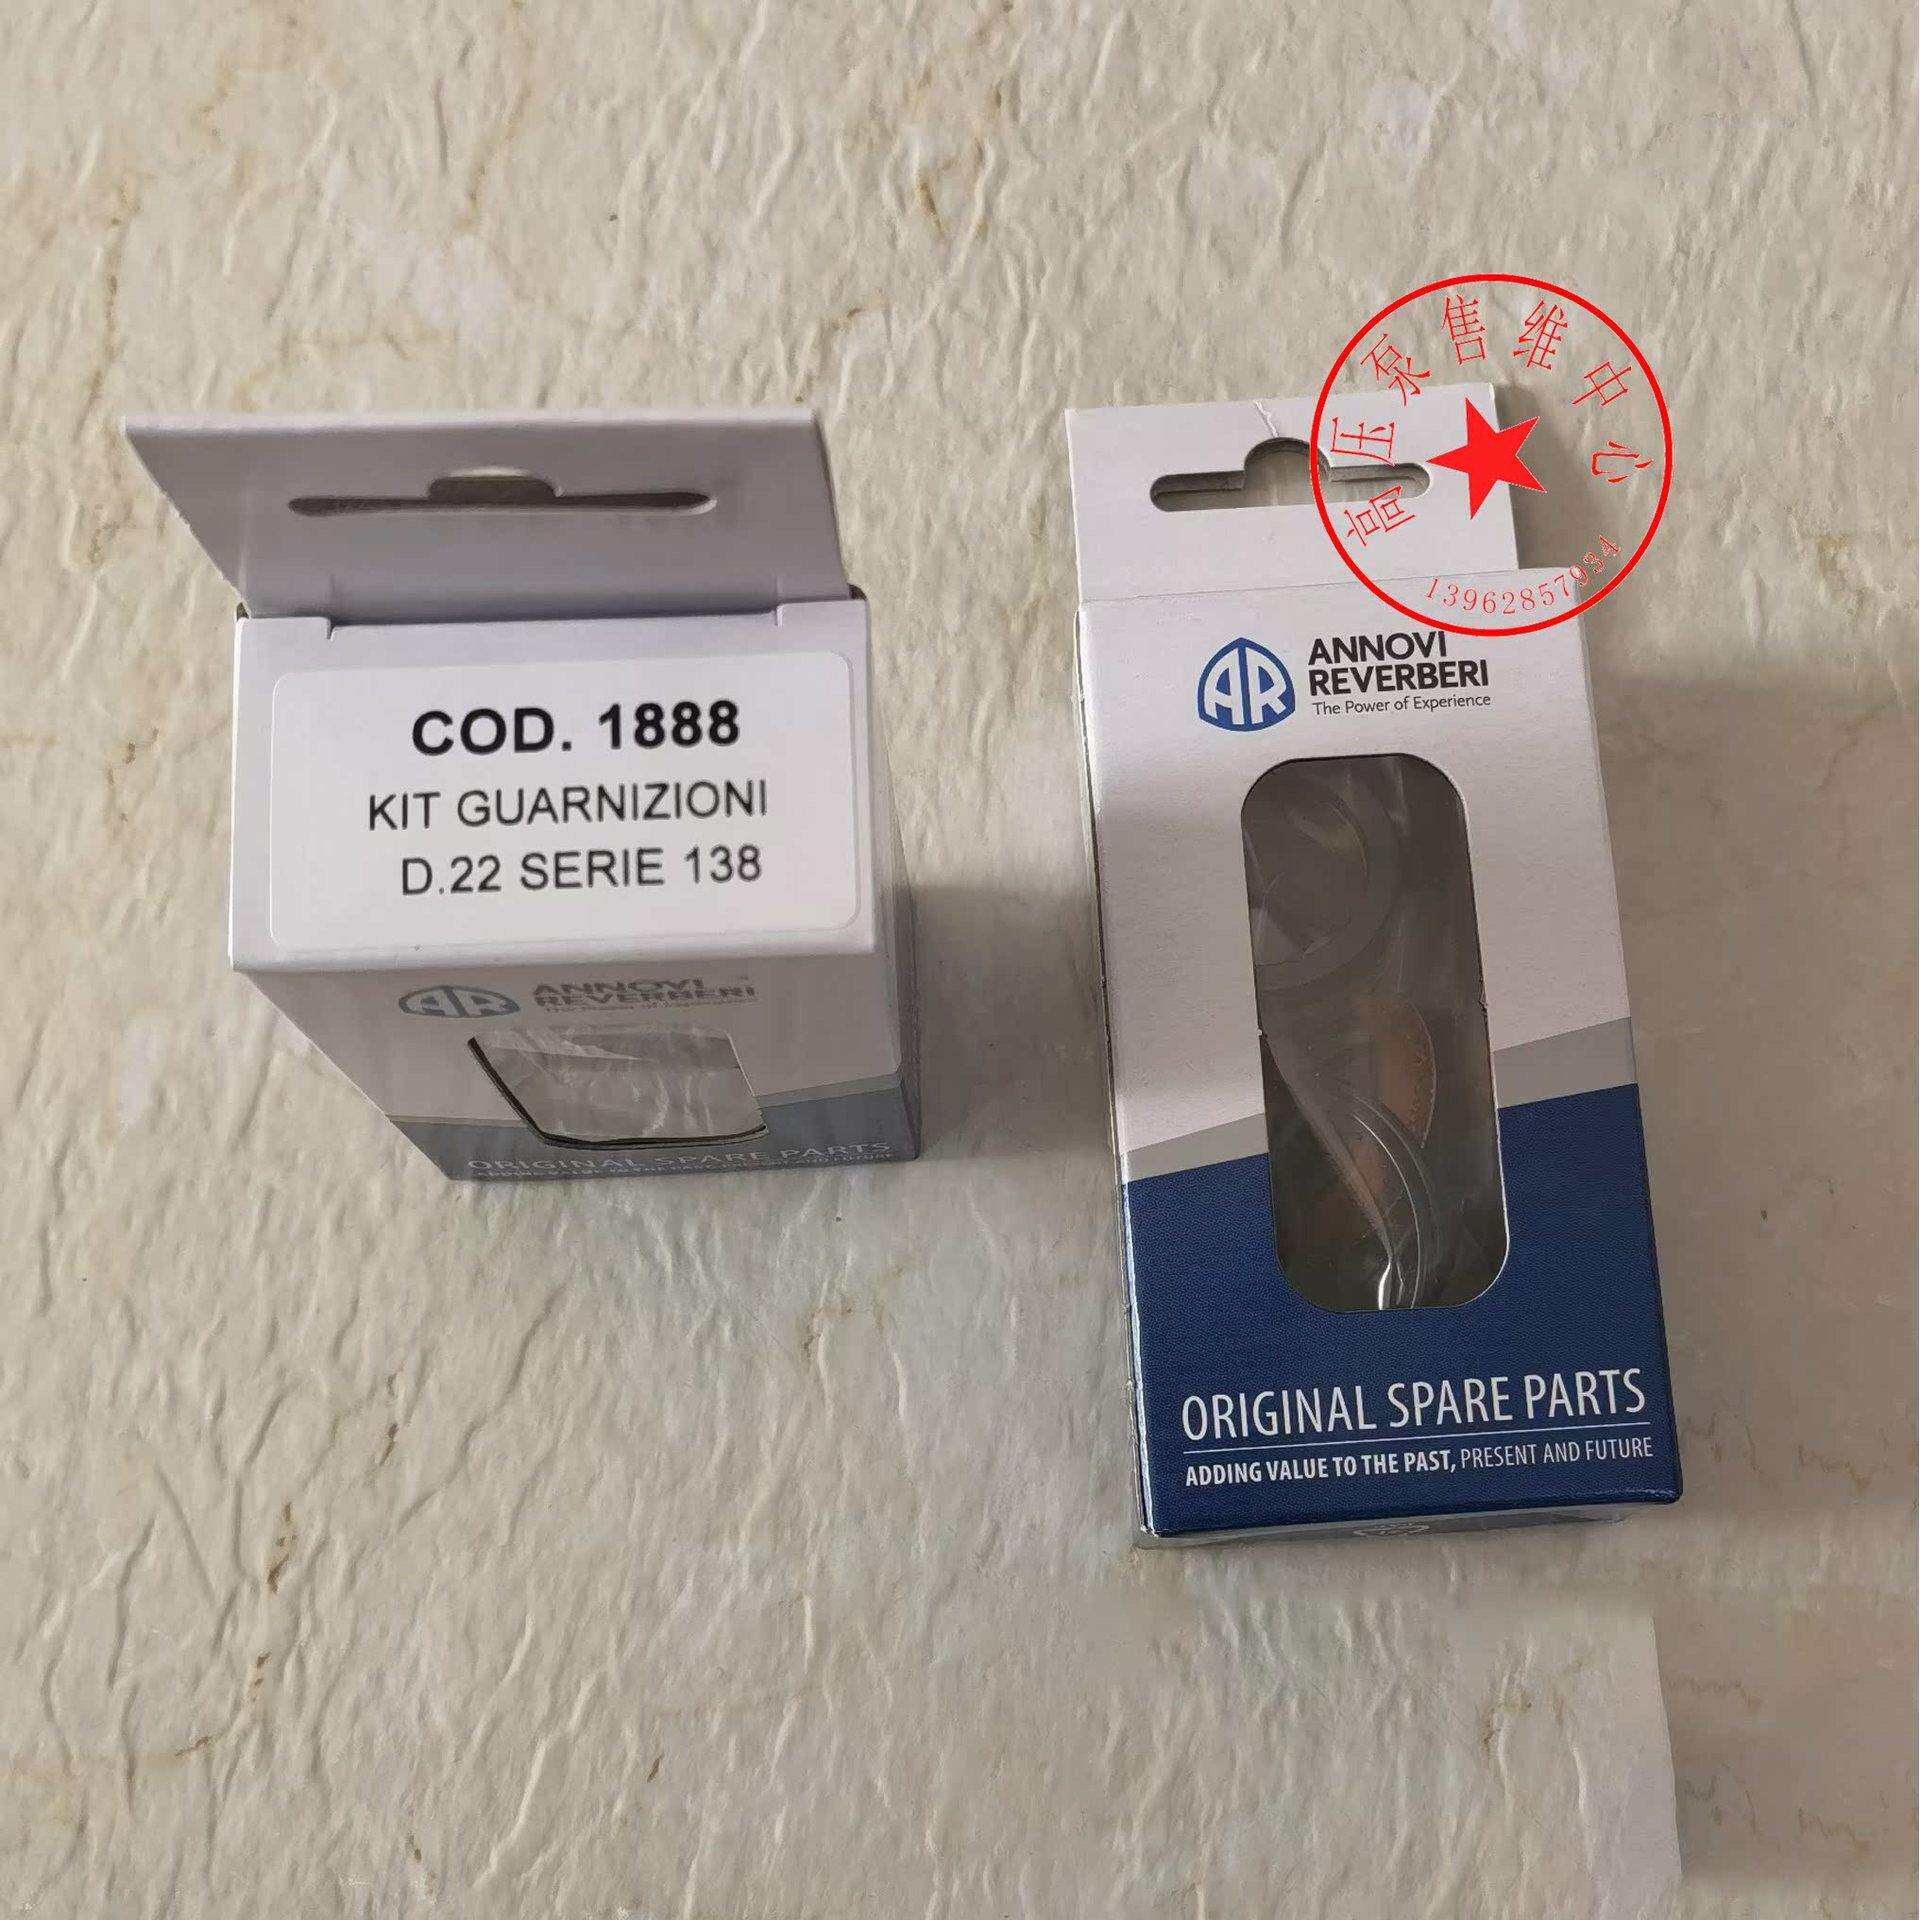 COD. 1888
KIT GUARNIZIONI
D.22 SERIE 138
AR
ANNOVI
REVERBERI
ORIGINAL SPARE PARTS
高压泵售维中心
13962857934
AR
ANNOVI
REVERBERI
The Power of Experience
ORIGINAL SPARE PARTS
ADDING VALUE TO THE PAST, PRESENT AND FUTURE